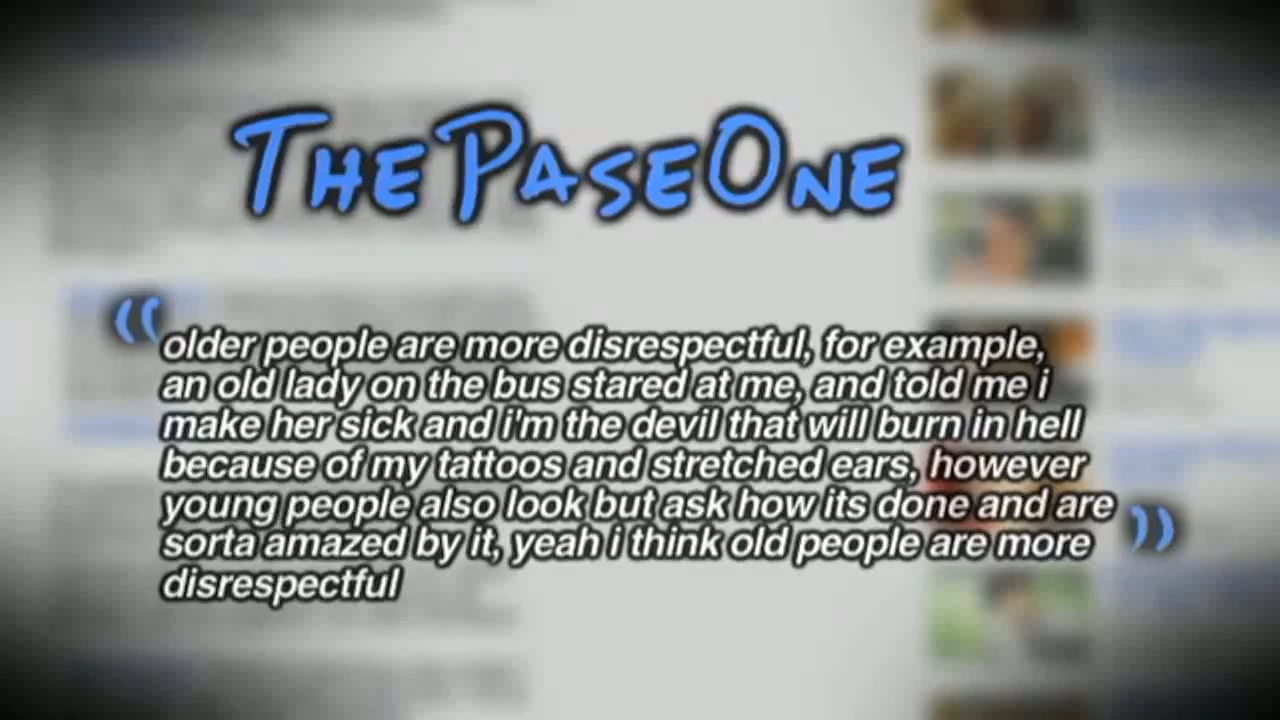 ThePaseOne
“older people are more disrespectful, for example,
an old lady on the bus stared at me, and told me i
make her sick and i'm the devil that will burn in hell
because of my tattoos and stretched ears, however
young people also look but ask how its done and are
sorta amazed by it, yeah i think old people are more
disrespectful”